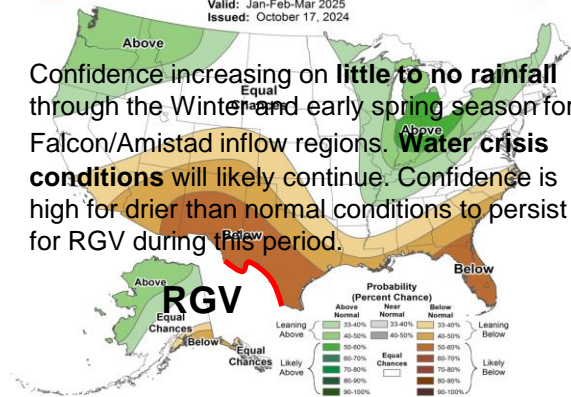 Valid: Jan-Feb-Mar 2025
Issued: October 17, 2024
Above
Confidence increasing on little to no rainfall
Equal
Chances
through the Winter and early spring season for
Above
Falcon/Amistad inflow regions. Water crisis
conditions will likely continue. Confidence is
high for drier than normal conditions to persist
for RGV during this period.
Below
Below
Above
RGV
Equal
Chances
Below
Equal
Chances
Probability
(Percent Chance)
Above Normal
Near Normal
Below Normal
Leaning Above
33-40%
33-40%
33-40%
Leaning Below
40-50%
40-50%
40-50%
Likely Above
50-60%
60-70%
70-80%
80-90%
90-100%
Equal Chances
50-60%
60-70%
70-80%
80-90%
90-100%
Likely Below